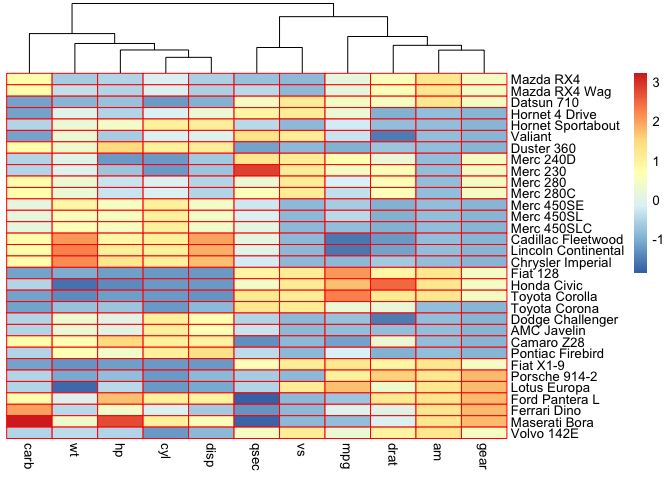 Mazda RX4
Mazda RX4 Wag
Datsun 710
Hornet 4 Drive
Hornet Sportabout
Valiant
Duster 360
Merc 240D
Merc 230
Merc 280
Merc 280C
Merc 450SE
Merc 450SL
Merc 450SLC
Cadillac Fleetwood
Lincoln Continental
Chrysler Imperial
Fiat 128
Honda Civic
Toyota Corolla
Toyota Corona
Dodge Challenger
AMC Javelin
Camaro Z28
Pontiac Firebird
Fiat X1-9
Porsche 914-2
Lotus Europa
Ford Pantera L
Ferrari Dino
Maserati Bora
Volvo 142E
3
2
1
0
-1
carb wt hp cyl disp qsec vs mpg drat am gear